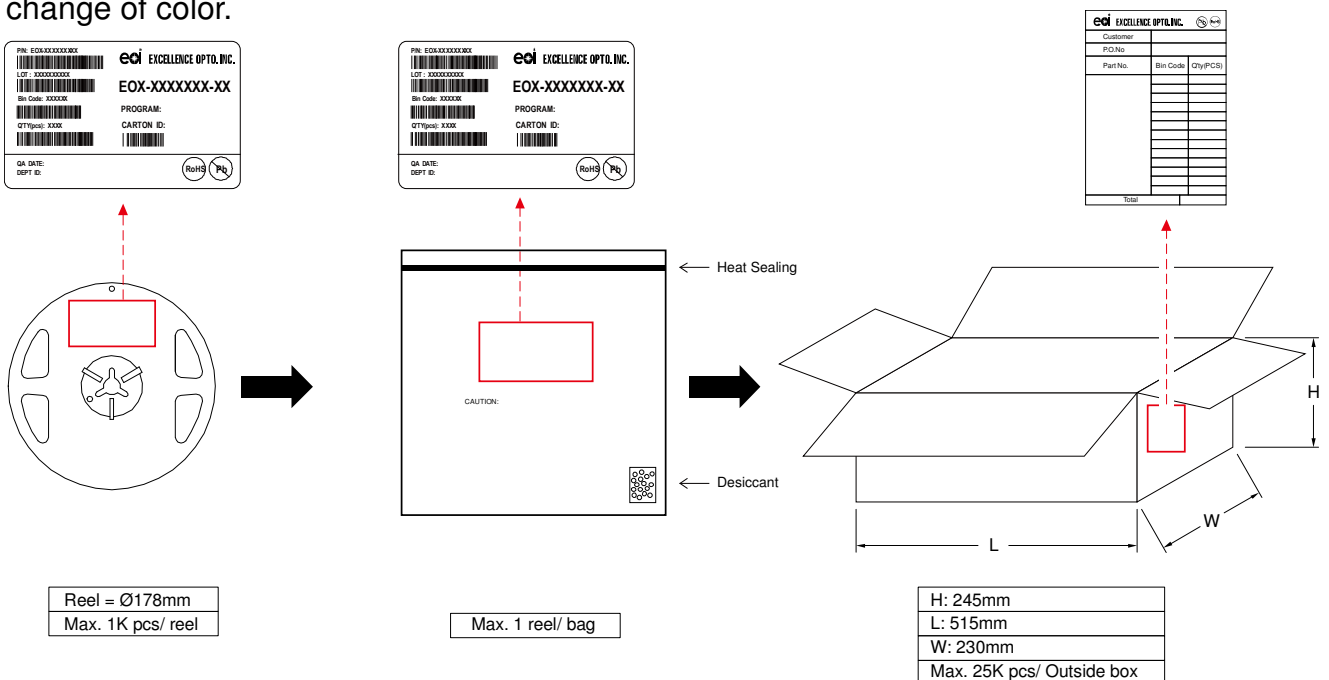 change of color.
P/N: EOX-XXXXXXXXX
LOT : XXXXXXXXXX
Bin Code: XXXXXX
Q'TY(pcs): XXXX
eoi EXCELLENCE OPTO. INC.
EOX-XXXXXXX-XX
PROGRAM:
CARTON ID:
QA DATE:
DEPT ID:
RoHS
Pb
P/N: EOX-XXXXXXXXX
LOT : XXXXXXXXXX
Bin Code: XXXXXX
Q'TY(pcs): XXXX
eoi EXCELLENCE OPTO. INC.
EOX-XXXXXXX-XX
PROGRAM:
CARTON ID:
QA DATE:
DEPT ID:
RoHS
Pb
eoi EXCELLENCE OPTO. INC.
Customer
P.O.No
Part No. Bin Code Q'ty(PCS)
Total
Heat Sealing
CAUTION:
Desiccant
H
W
L
Reel = Ø178mm
Max. 1K pcs/ reel
Max. 1 reel/ bag
H: 245mm
L: 515mm
W: 230mm
Max. 25K pcs/ Outside box